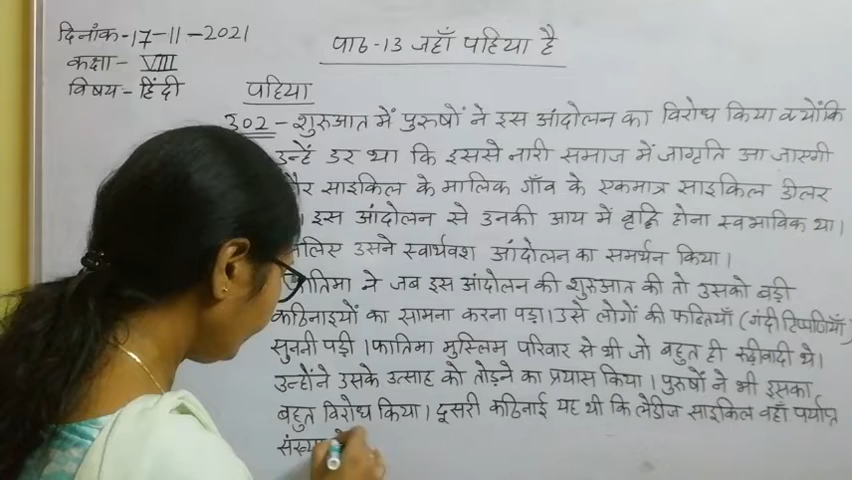 दिनाँक-17-11-2021
कक्षा- VIII
विषय- हिंदी
पाठ-13 जहाँ पहिया है
पहिया
उ०२- शुरुआत में पुरूषों ने इस आंदोलन का विरोध किया क्योंकि
उन्हें डर था कि इससे नारी समाज में जागृति आ जाएगी
साइकिल के मालिक गाँव के एकमात्र साइकिल डीलर
। इस आंदोलन से उनकी आय में वृद्धि होना स्वभाविक था।
उसने स्वार्थवश आंदोलन का समर्थन किया।
फातिमा ने जब इस आंदोलन की शुरुआत की तो उसको बड़ी
कठिनाइयों का सामना करना पड़ा। उसे लोगों की फब्तियाँ (गंदी टिप्पणियाँ)
सुननी पड़ी। फातिमा मुस्लिम परिवार से थी जो बहुत ही रूढ़ीवादी थे।
उन्होंने उसके उत्साह को तोड़ने का प्रयास किया। पुरुषों ने भी इसका
बहुत विरोध किया। दूसरी कठिनाई यह थी कि लेडीज साइकिल वहाँ पर्याप्त